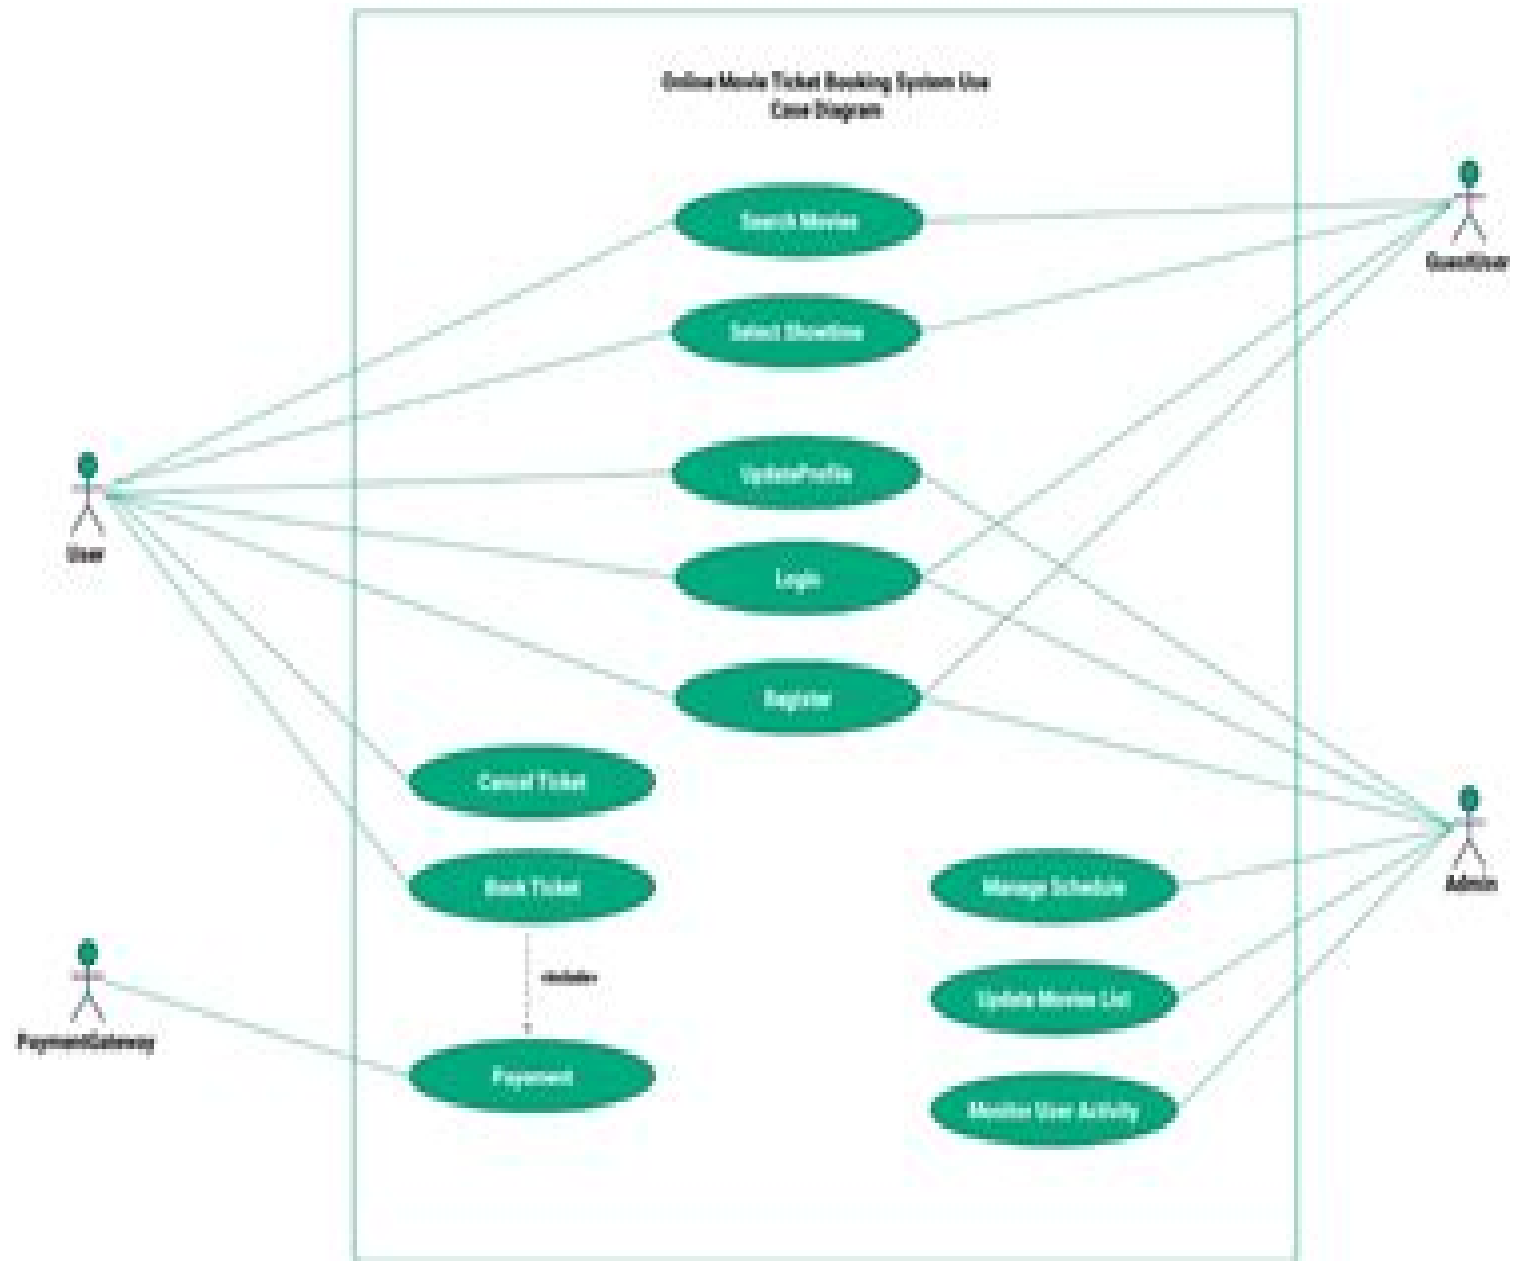 Online Movie Ticket Booking System Use
Case Diagram
Search Movies
GuestUser
Select Showtime
UpdateProfile
User
Login
Register
Cancel Ticket
Admin
Book Ticket
Manage Schedule
<include>
Update Movies List
PaymentGateway
Payement
Monitor User Activity